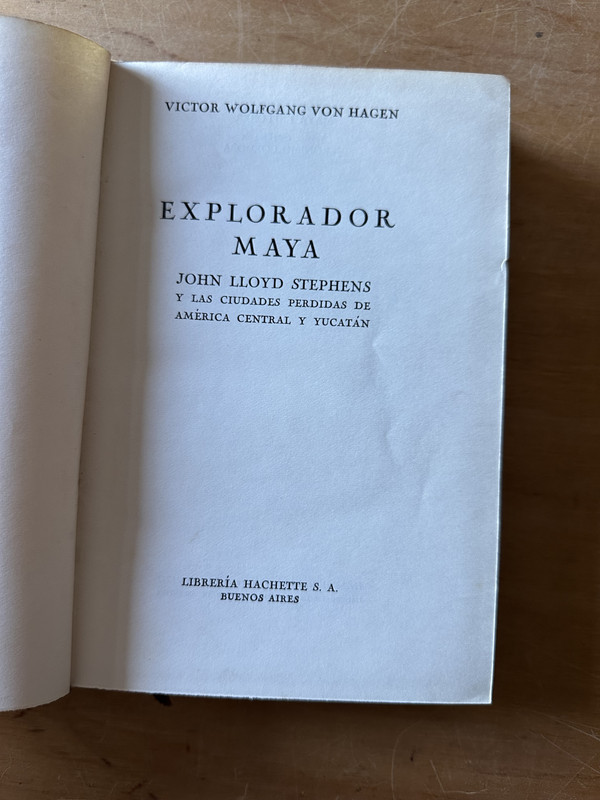 VICTOR WOLFGANG VON HAGEN
EXPLORADOR
MAYA
JOHN LLOYD STEPHENS
Y LAS CIUDADES PERDIDAS DE
AMÉRICA CENTRAL Y YUCATÁN
LIBRERÍA HACHETTE S. A.
BUENOS AIRES